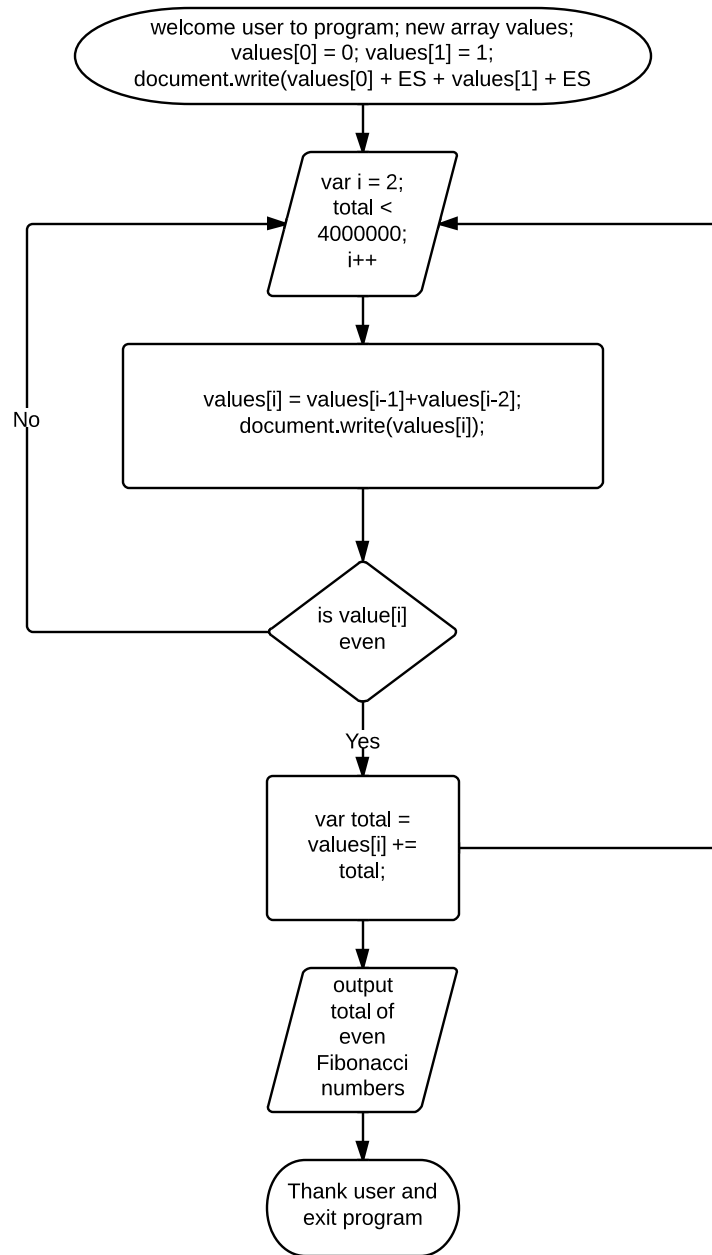 welcome user to program; new array values;
values[0] = 0; values[1] = 1;
document.write(values[0] + ES + values[1] + ES
var i = 2;
total <
4000000;
i++
values[i] = values[i-1]+values[i-2];
document.write(values[i]);
No
is value[i]
even
Yes
var total =
values[i] +=
total;
output
total of
even
Fibonacci
numbers
Thank user and
exit program